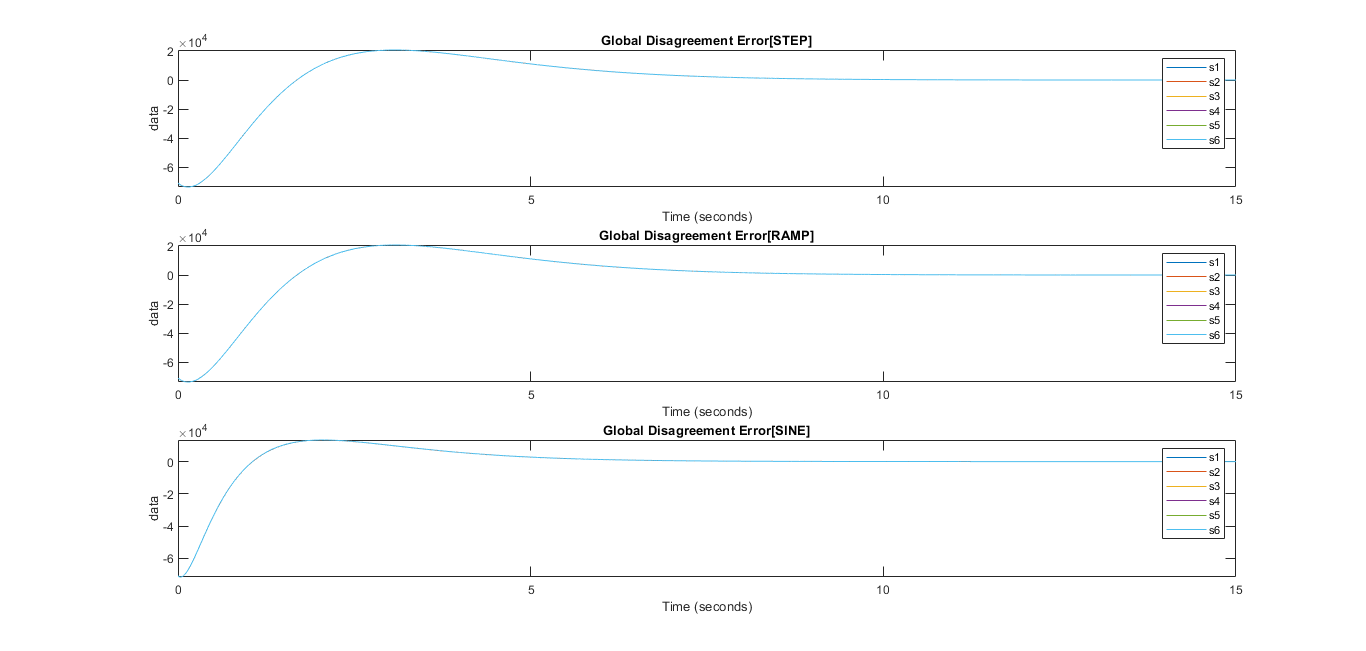 ×10⁴
Global Disagreement Error[STEP]
2
0
-2
-4
-6
data
s1
s2
s3
s4
s5
s6
0 5 10 15
Time (seconds)
×10⁴
Global Disagreement Error[RAMP]
2
0
-2
-4
-6
data
s1
s2
s3
s4
s5
s6
0 5 10 15
Time (seconds)
×10⁴
Global Disagreement Error[SINE]
0
-2
-4
-6
data
s1
s2
s3
s4
s5
s6
0 5 10 15
Time (seconds)